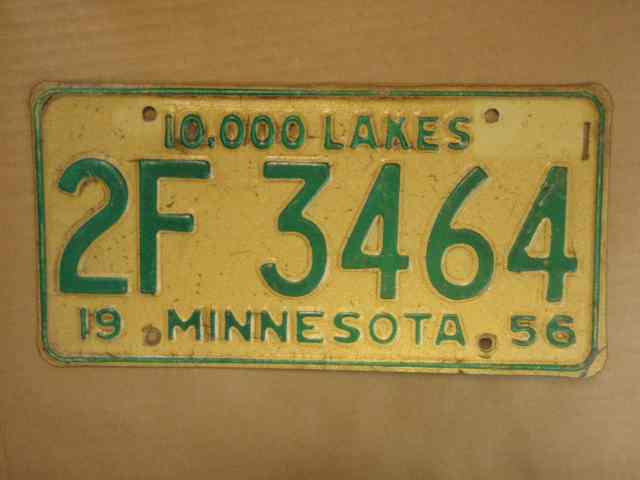 10,000 LAKES
2F 3464
19 MINNESOTA 56